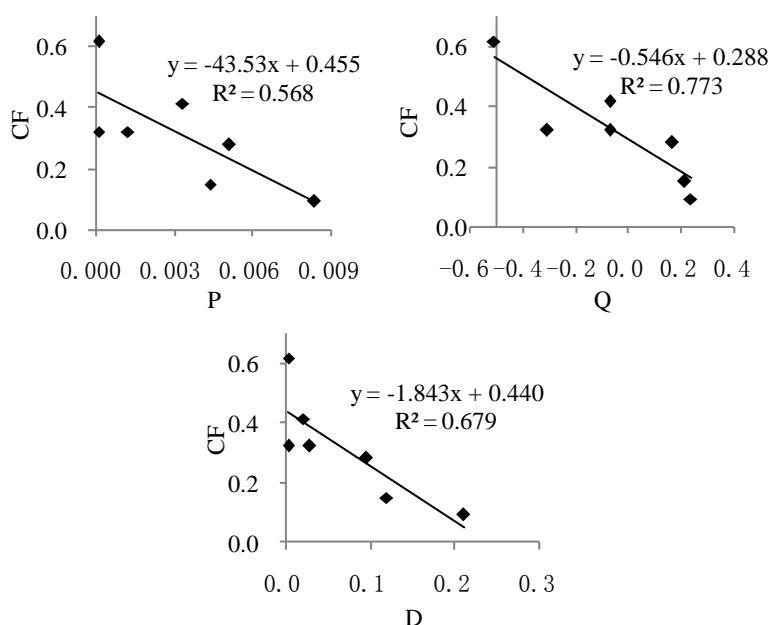 0.6
0.4
0.2
0.0
CF
y = -43.53x + 0.455
R² = 0.568
0.000 0.003 0.006 0.009
P
0.6
0.4
0.2
0.0
CF
y = -0.546x + 0.288
R² = 0.773
-0.6 -0.4 -0.2 0.0 0.2 0.4
Q
0.6
0.4
0.2
0.0
CF
y = -1.843x + 0.440
R² = 0.679
0.0 0.1 0.2 0.3
D